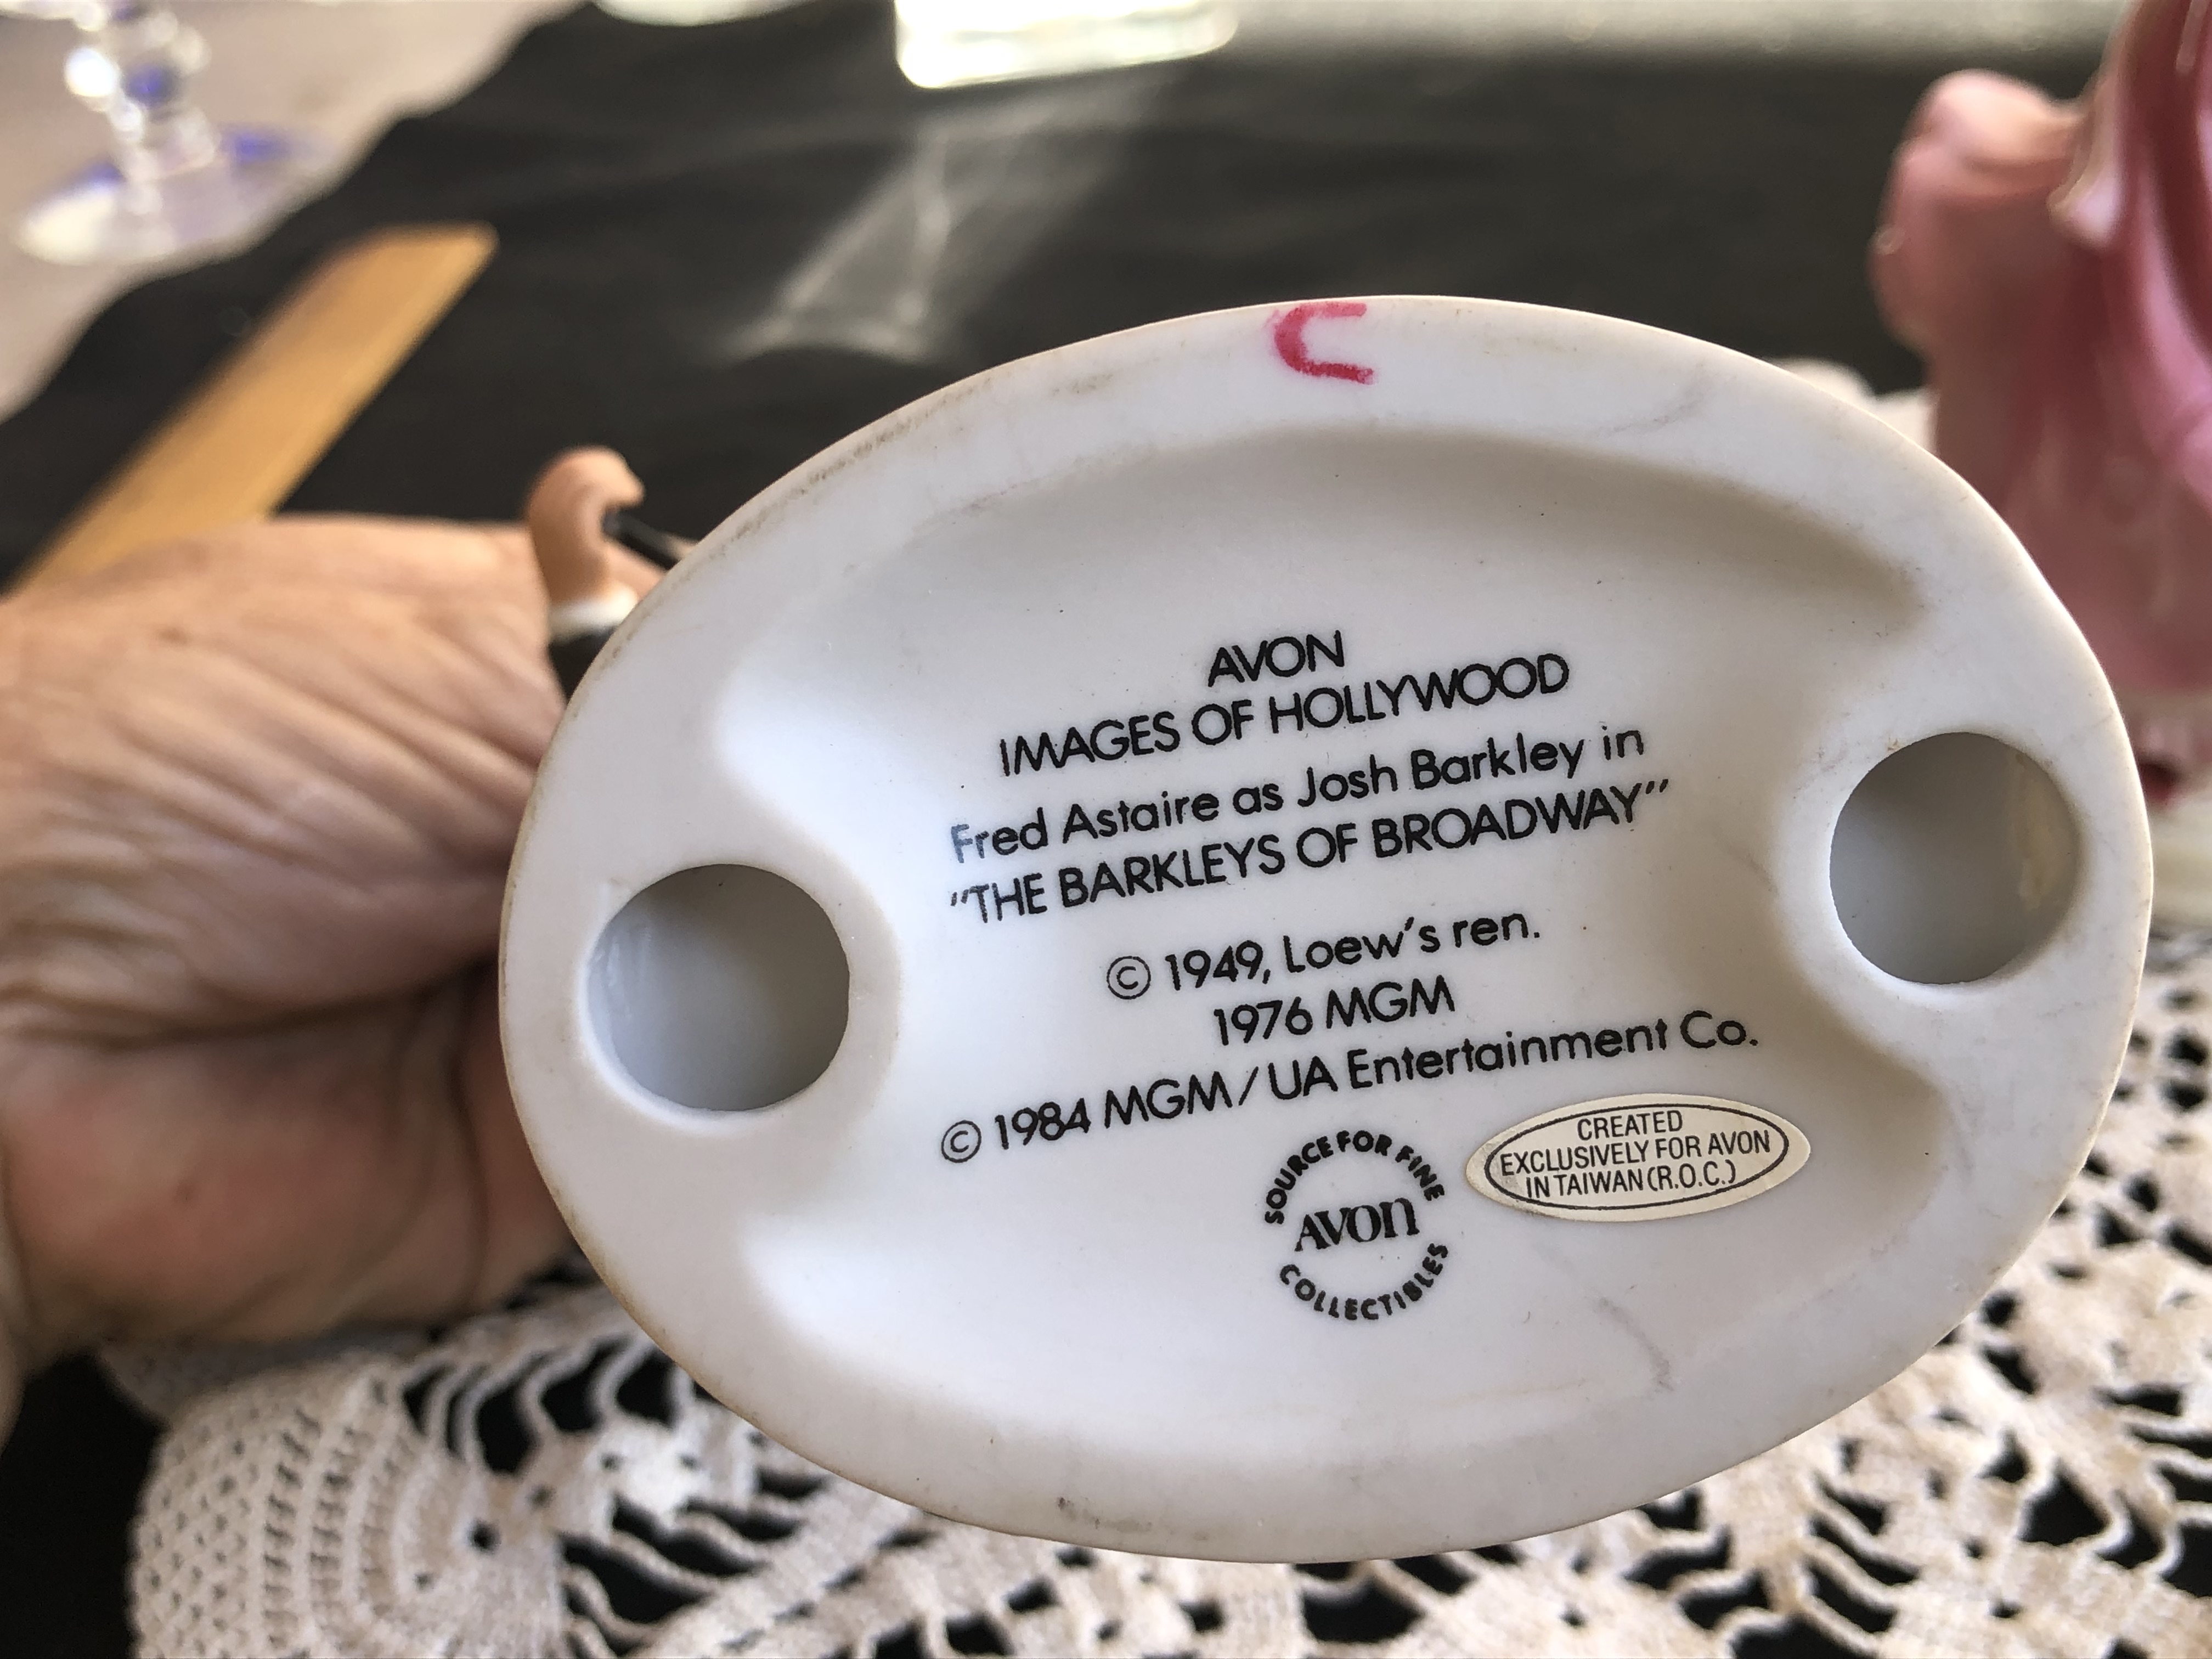 C
AVON
IMAGES OF HOLLYWOOD
Fred Astaire as Josh Barkley in
"THE BARKLEYS OF BROADWAY"
© 1949, Loew's ren.
1976 MGM
© 1984 MGM/UA Entertainment Co.
SOURCE FOR FINE
AVON
COLLECTIBLES
CREATED
EXCLUSIVELY FOR AVON
IN TAIWAN (R.O.C.)